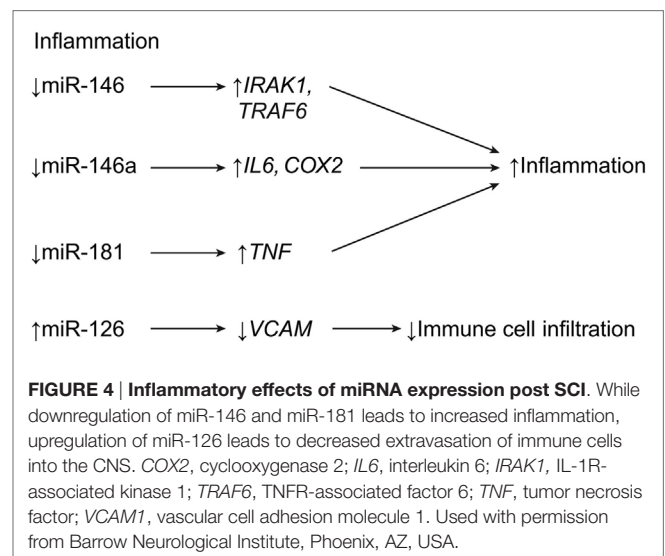 Inflammation
↓miR-146 → ↑IRAK1, TRAF6
↓miR-146a → ↑IL6, COX2 → ↑Inflammation
↓miR-181 → ↑TNF
↑miR-126 → ↓VCAM → ↓Immune cell infiltration
FIGURE 4 | Inflammatory effects of miRNA expression post SCI. While
downregulation of miR-146 and miR-181 leads to increased inflammation,
upregulation of miR-126 leads to decreased extravasation of immune cells
into the CNS. COX2, cyclooxygenase 2; IL6, interleukin 6; IRAK1, IL-1R-
associated kinase 1; TRAF6, TNFR-associated factor 6; TNF, tumor necrosis
factor; VCAM1, vascular cell adhesion molecule 1. Used with permission
from Barrow Neurological Institute, Phoenix, AZ, USA.